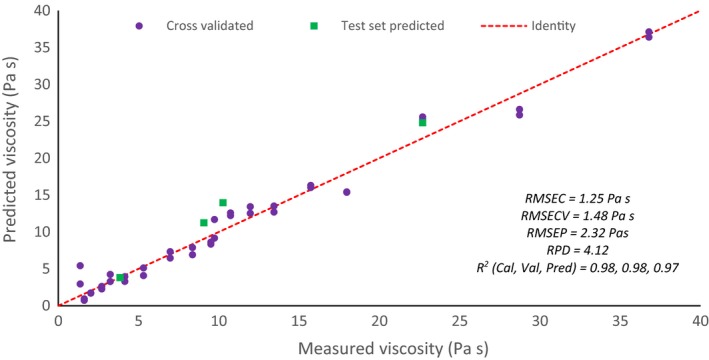 Cross validated Test set predicted Identity
40
35
30
25
20
15
10
5
0
Predicted viscosity (Pa s)
RMSEC = 1.25 Pa s
RMSECV = 1.48 Pa s
RMSEP = 2.32 Pas
RPD = 4.12
R² (Cal, Val, Pred) = 0.98, 0.98, 0.97
0 5 10 15 20 25 30 35 40
Measured viscosity (Pa s)